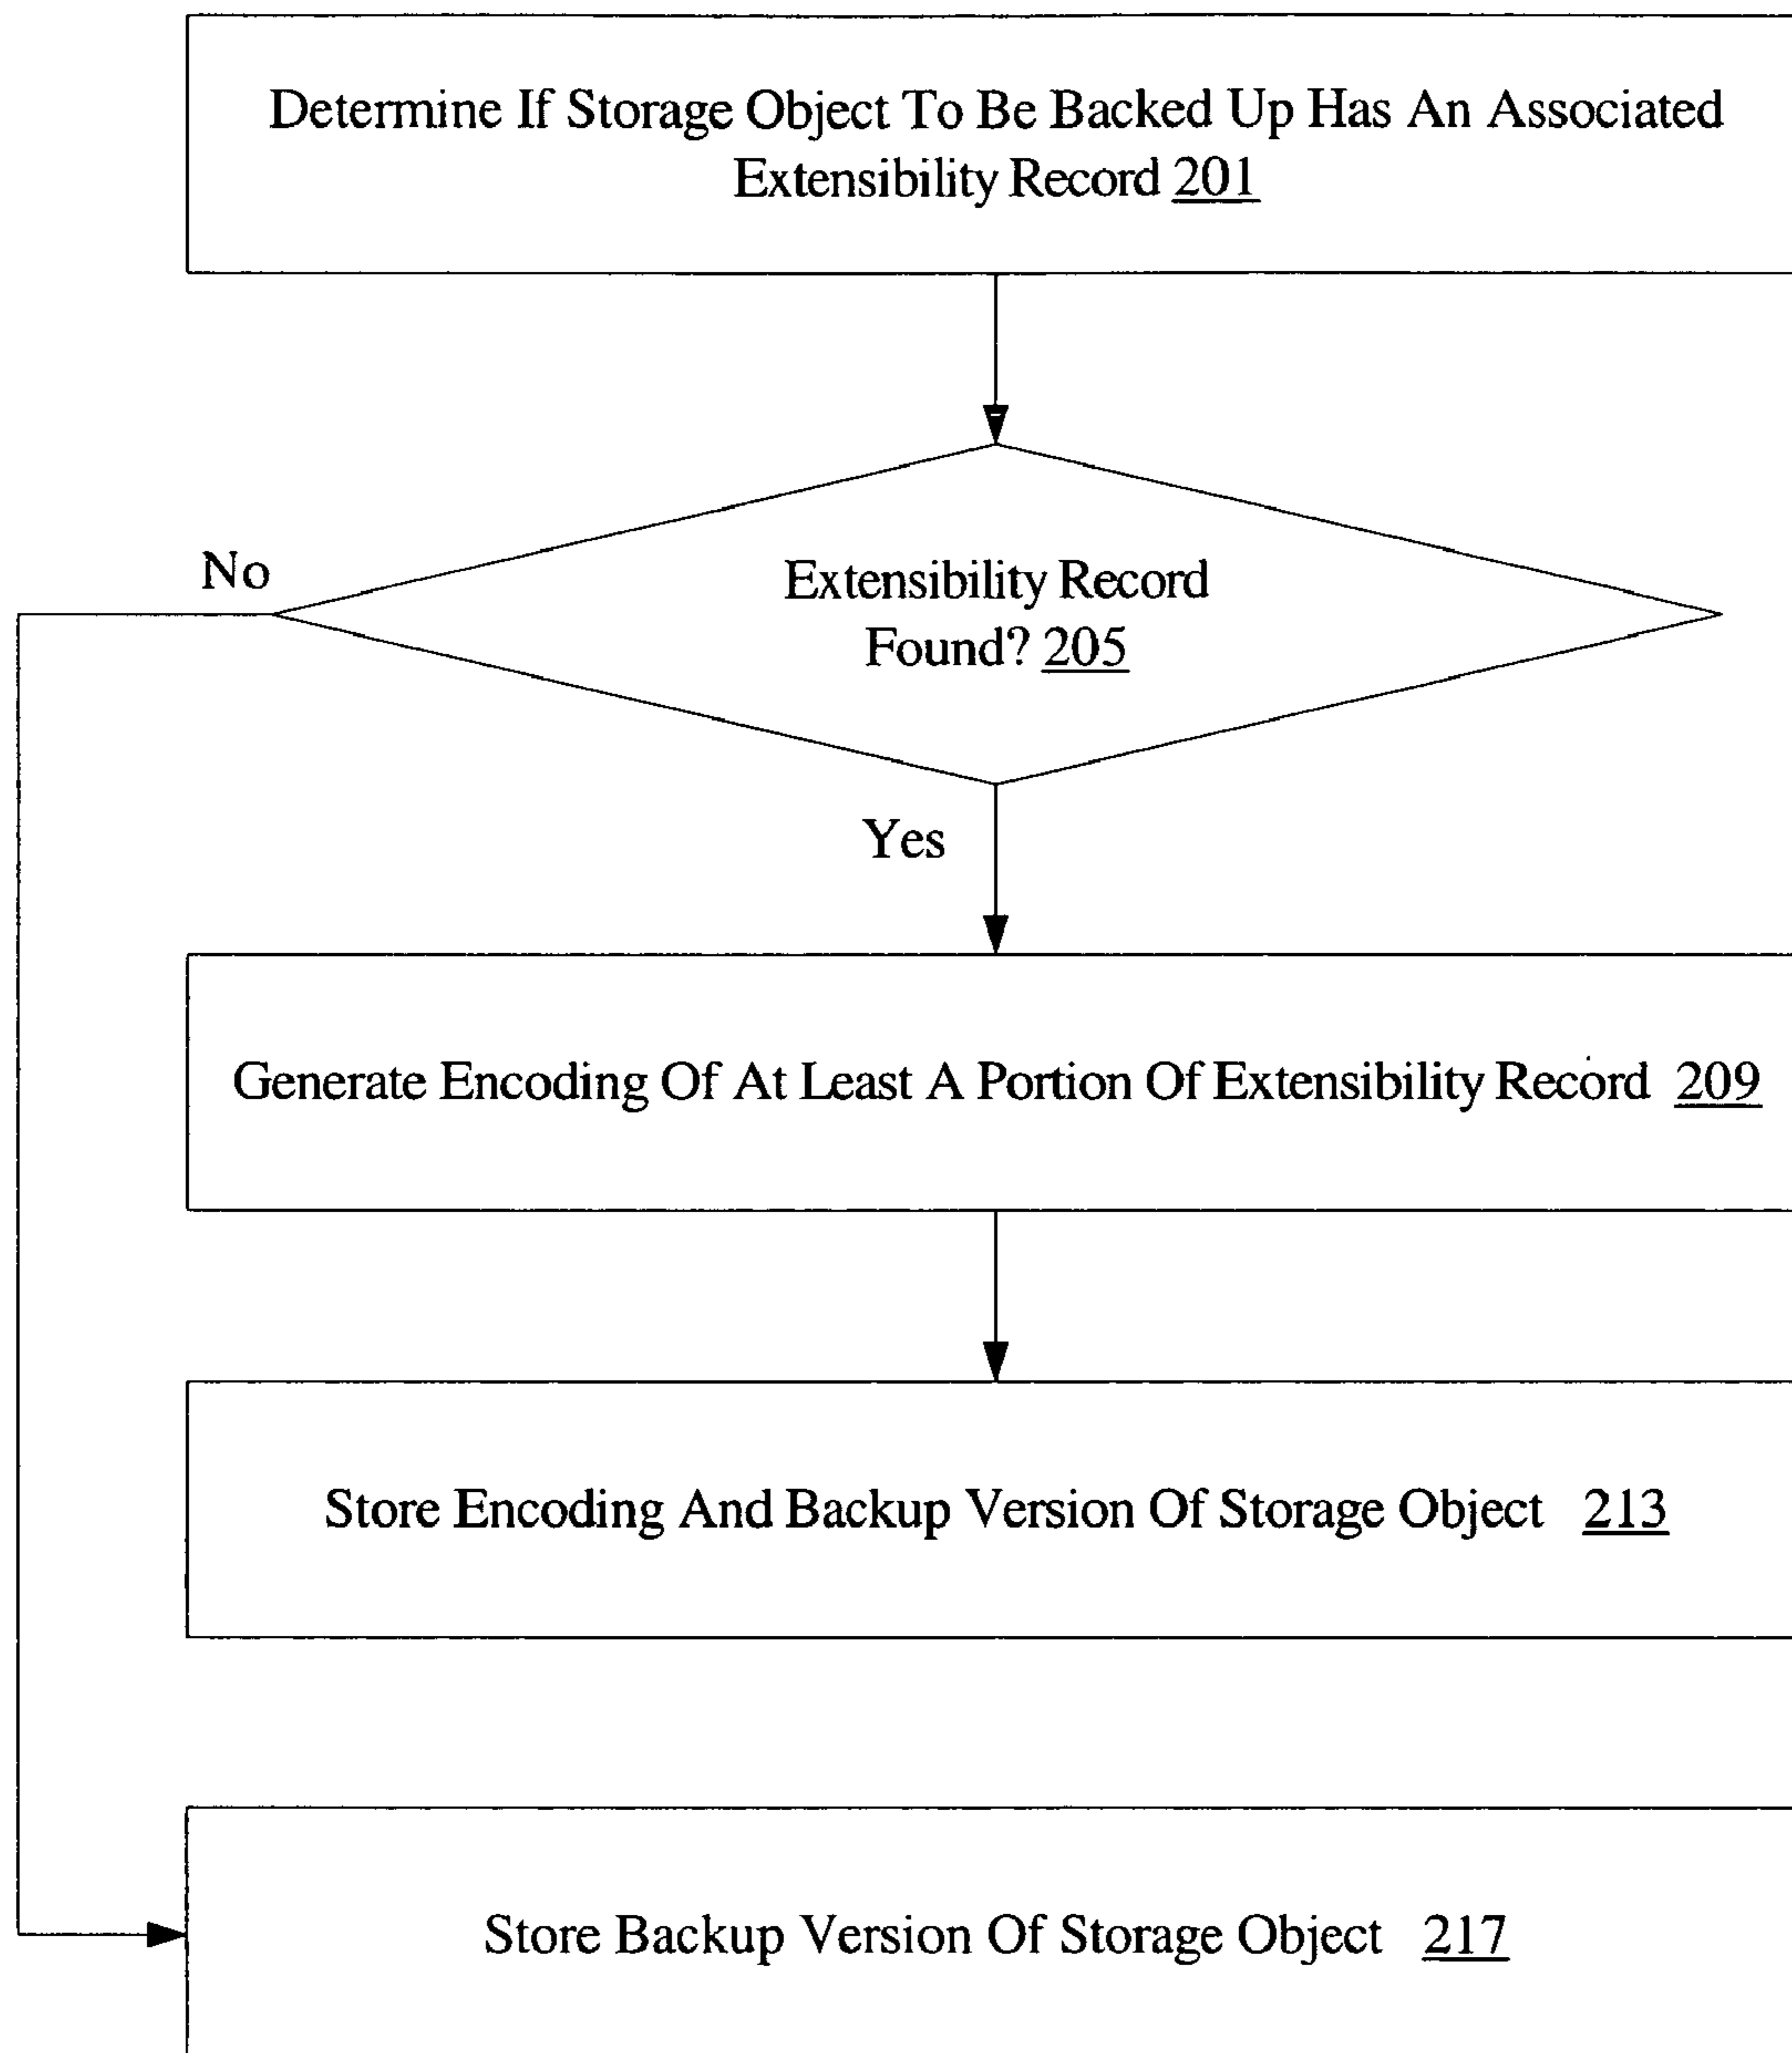 Determine If Storage Object To Be Backed Up Has An Associated
Extensibility Record 201
No
Extensibility Record
Found? 205
Yes
Generate Encoding Of At Least A Portion Of Extensibility Record 209
Store Encoding And Backup Version Of Storage Object 213
Store Backup Version Of Storage Object 217